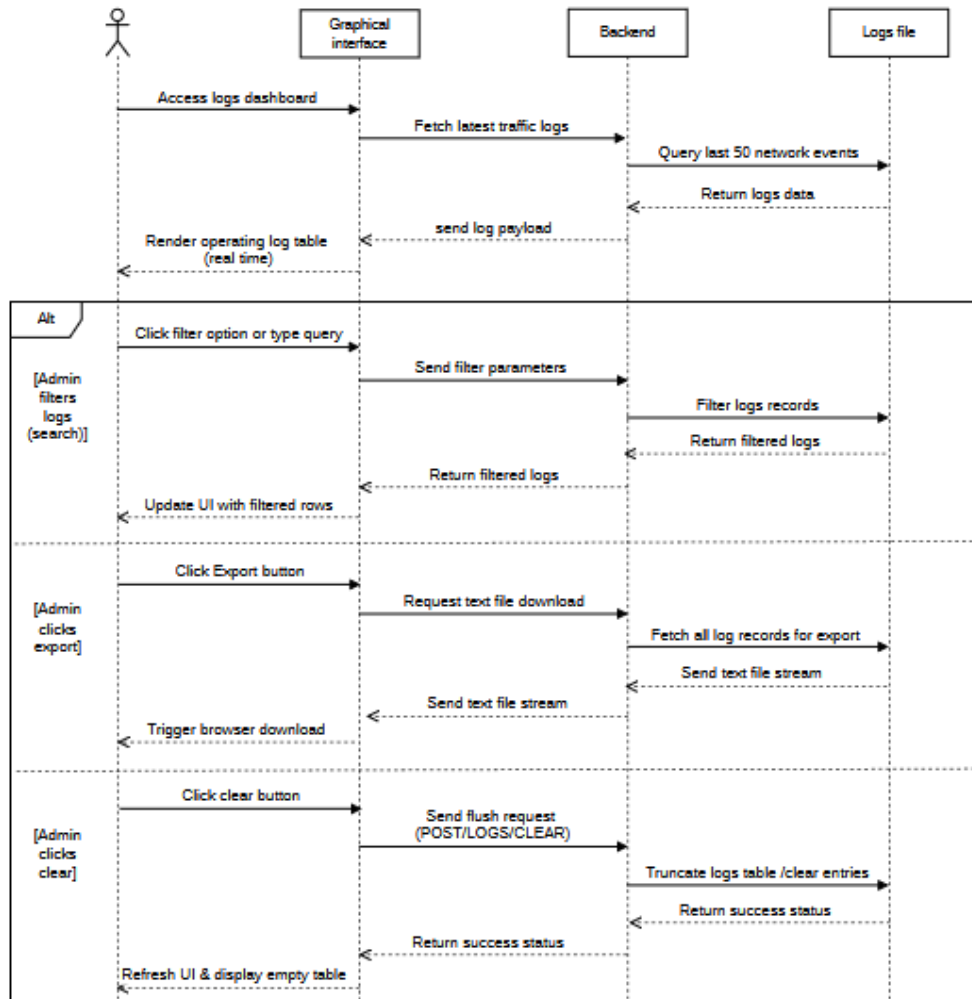 Graphical
interface
Backend
Logs file
Access logs dashboard
Fetch latest traffic logs
Query last 50 network events
Return logs data
send log payload
Render operating log table
(real time)
Alt
Click filter option or type query
Send filter parameters
[Admin
filters
logs
(search)]
Filter logs records
Return filtered logs
Return filtered logs
Update UI with filtered rows
Click Export button
Request text file download
[Admin
clicks
export]
Fetch all log records for export
Send text file stream
Send text file stream
Trigger browser download
Click clear button
Send flush request
(POST/LOGS/CLEAR)
[Admin
clicks
clear]
Truncate logs table /clear entries
Return success status
Return success status
Refresh UI & display empty table